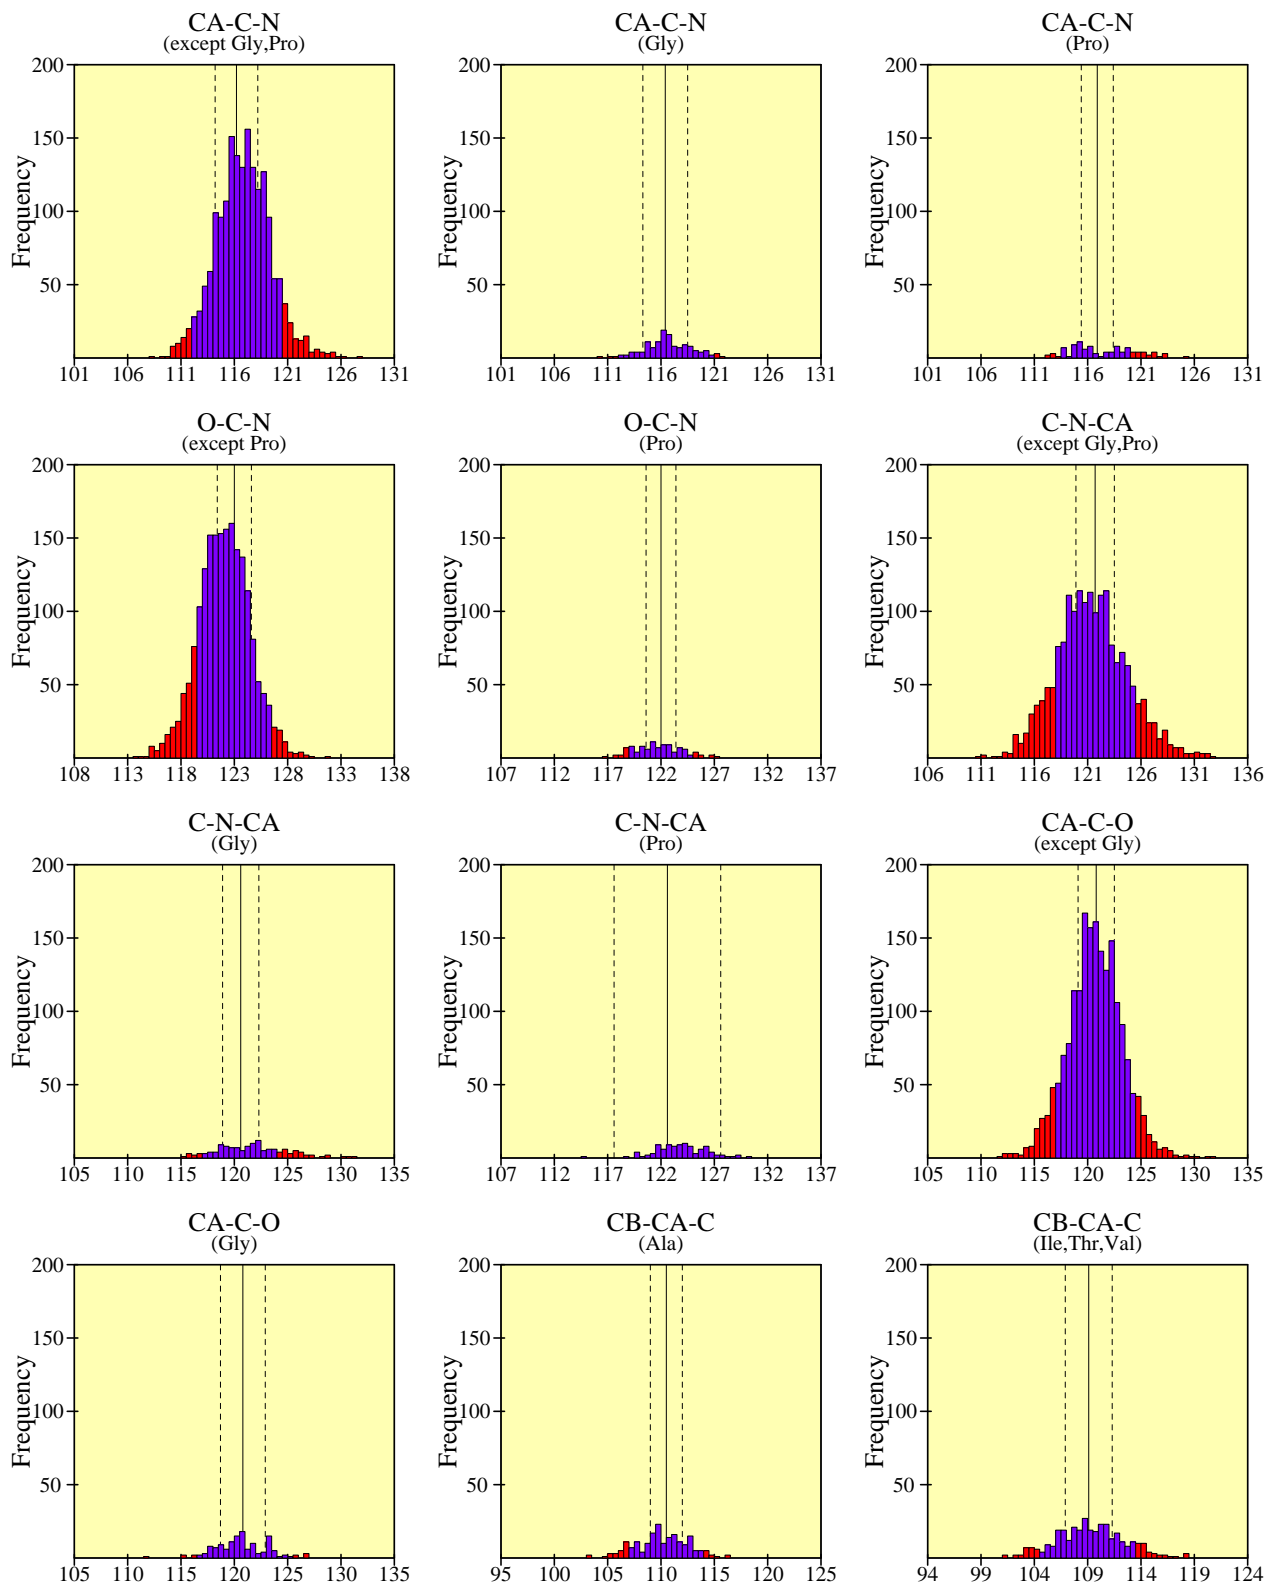 CA-C-N CA-C-N CA-C-N
(except Gly,Pro) (Gly) (Pro)
200 200 200
150 150 150
100 100 100
50 50 50
Frequency Frequency Frequency
101 106 111 116 121 126 131 101 106 111 116 121 126 131 101 106 111 116 121 126 131
O-C-N O-C-N C-N-CA
(except Pro) (Pro) (except Gly,Pro)
200 200 200
150 150 150
100 100 100
50 50 50
Frequency Frequency Frequency
108 113 118 123 128 133 138 107 112 117 122 127 132 137 106 111 116 121 126 131 136
C-N-CA C-N-CA CA-C-O
(Gly) (Pro) (except Gly)
200 200 200
150 150 150
100 100 100
50 50 50
Frequency Frequency Frequency
105 110 115 120 125 130 135 107 112 117 122 127 132 137 105 110 115 120 125 130 135
CA-C-O CB-CA-C CB-CA-C
(Gly) (Ala) (Ile,Thr,Val)
200 200 200
150 150 150
100 100 100
50 50 50
Frequency Frequency Frequency
105 110 115 120 125 130 135 95 100 105 110 115 120 125 94 99 104 109 114 119 124